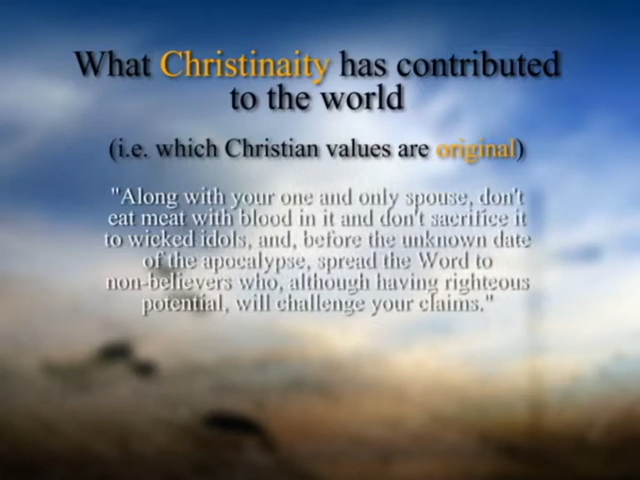 What Christinaity has contributed
to the world
(i.e. which Christian values are original)
"Along with your one and only spouse, don't
eat meat with blood in it and don't sacrifice it
to wicked idols, and, before the unknown date
of the apocalypse, spread the Word to
non-believers who, although having righteous
potential, will challenge your claims."